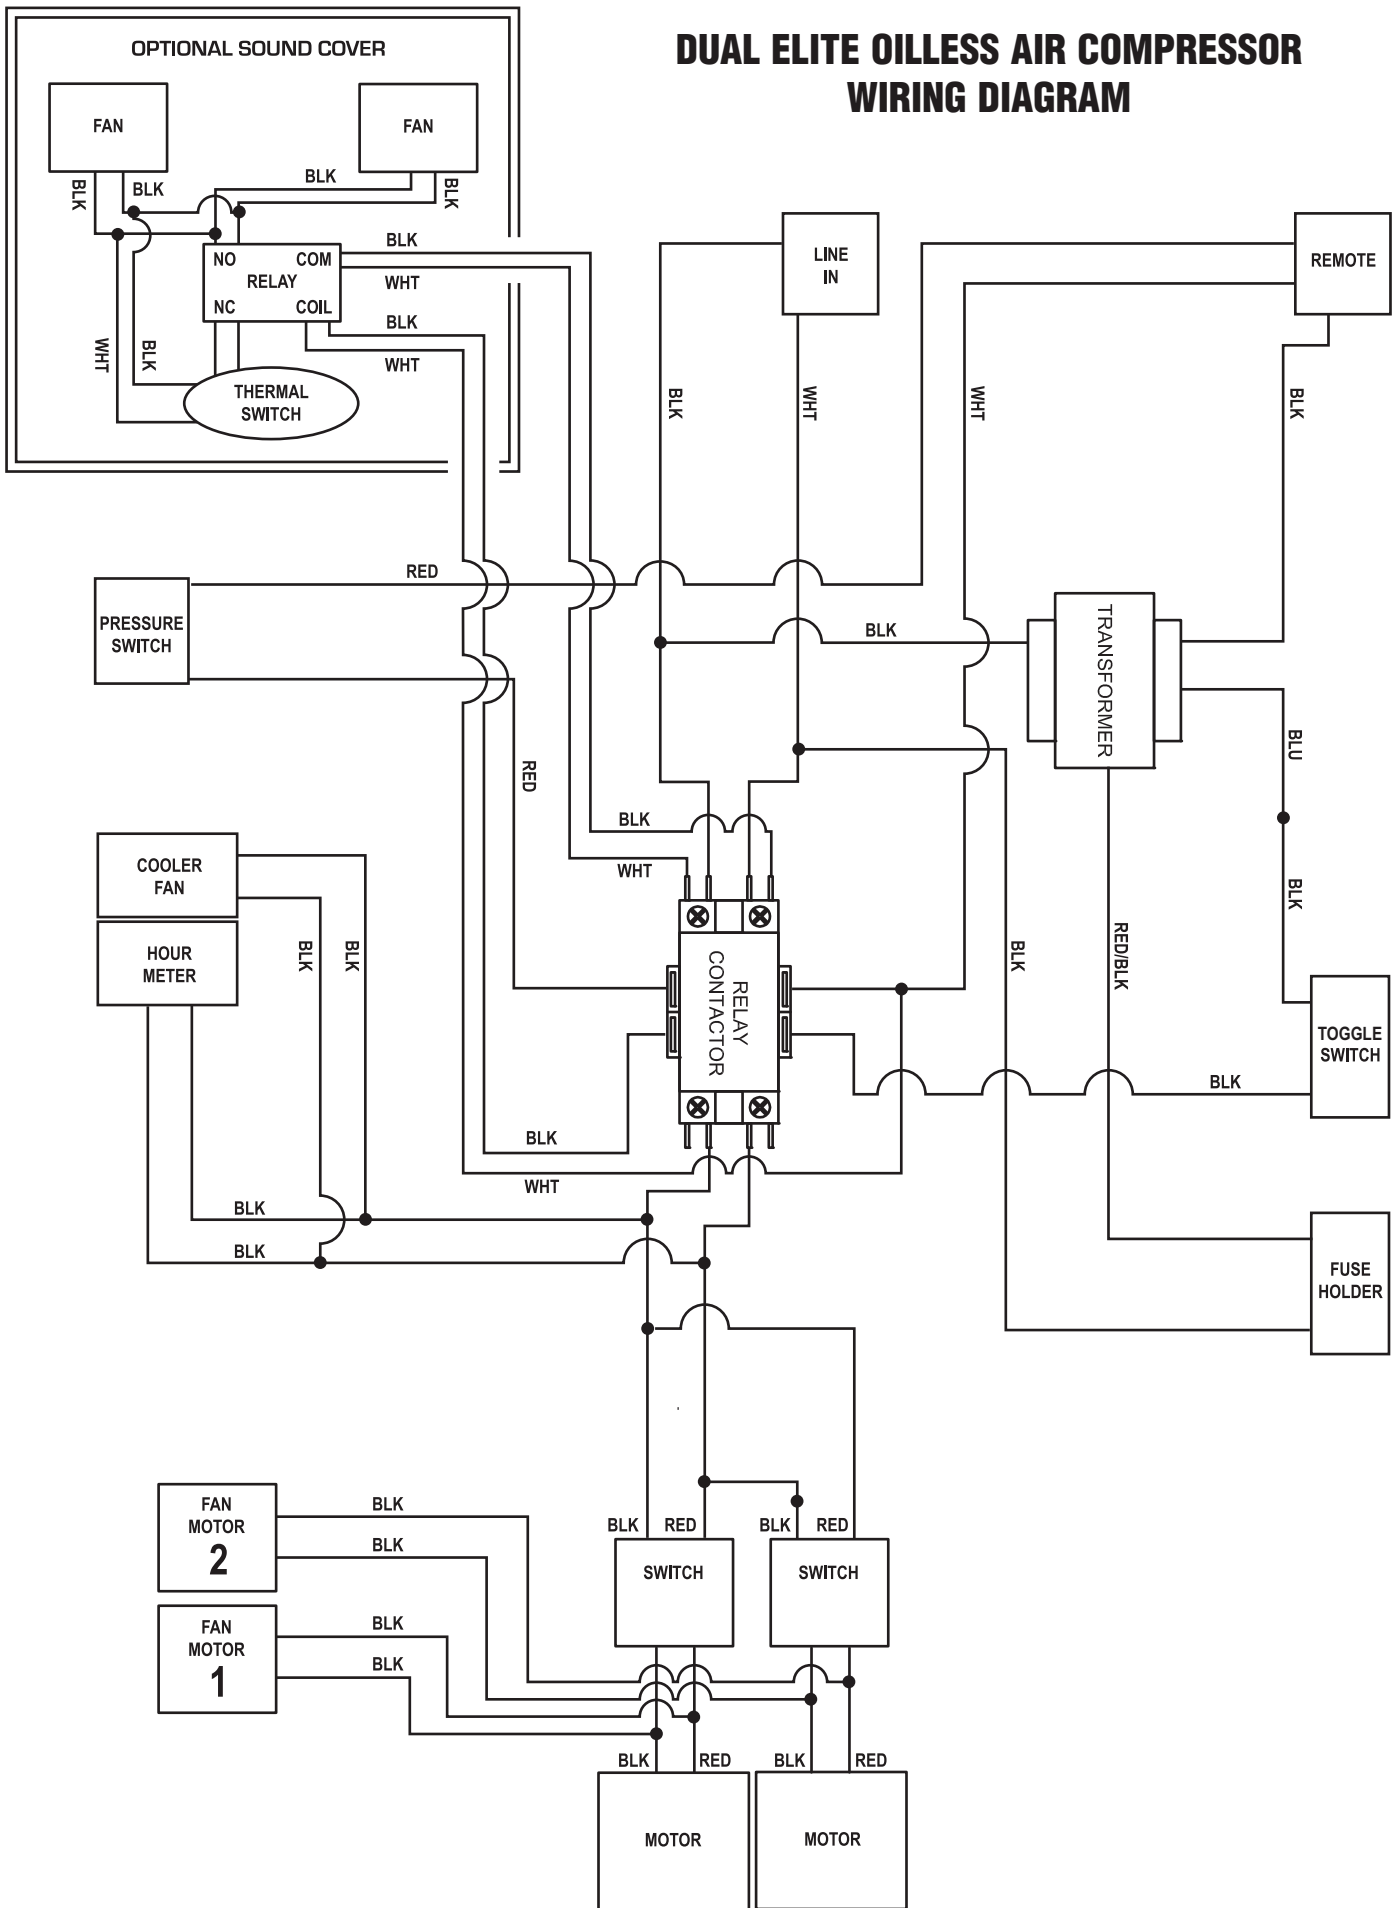 DUAL ELITE OILLESS AIR COMPRESSOR
WIRING DIAGRAM
OPTIONAL SOUND COVER
FAN
FAN
BLK
BLK
BLK
BLK
NO
COM
RELAY
NC
COIL
BLK
WHT
BLK
WHT
WHT
BLK
THERMAL
SWITCH
LINE
IN
REMOTE
BLK
WHT
WHT
BLK
RED
PRESSURE
SWITCH
BLK
TRANSFORMER
RED
BLU
BLK
WHT
COOLER
FAN
HOUR
METER
BLK
BLK
RELAY
CONTACTOR
BLK
RED/BLK
BLK
TOGGLE
SWITCH
BLK
BLK
WHT
BLK
BLK
FUSE
HOLDER
FAN
MOTOR
2
BLK
BLK
FAN
MOTOR
1
BLK
BLK
BLK
RED
BLK
RED
SWITCH
SWITCH
BLK
RED
BLK
RED
MOTOR
MOTOR